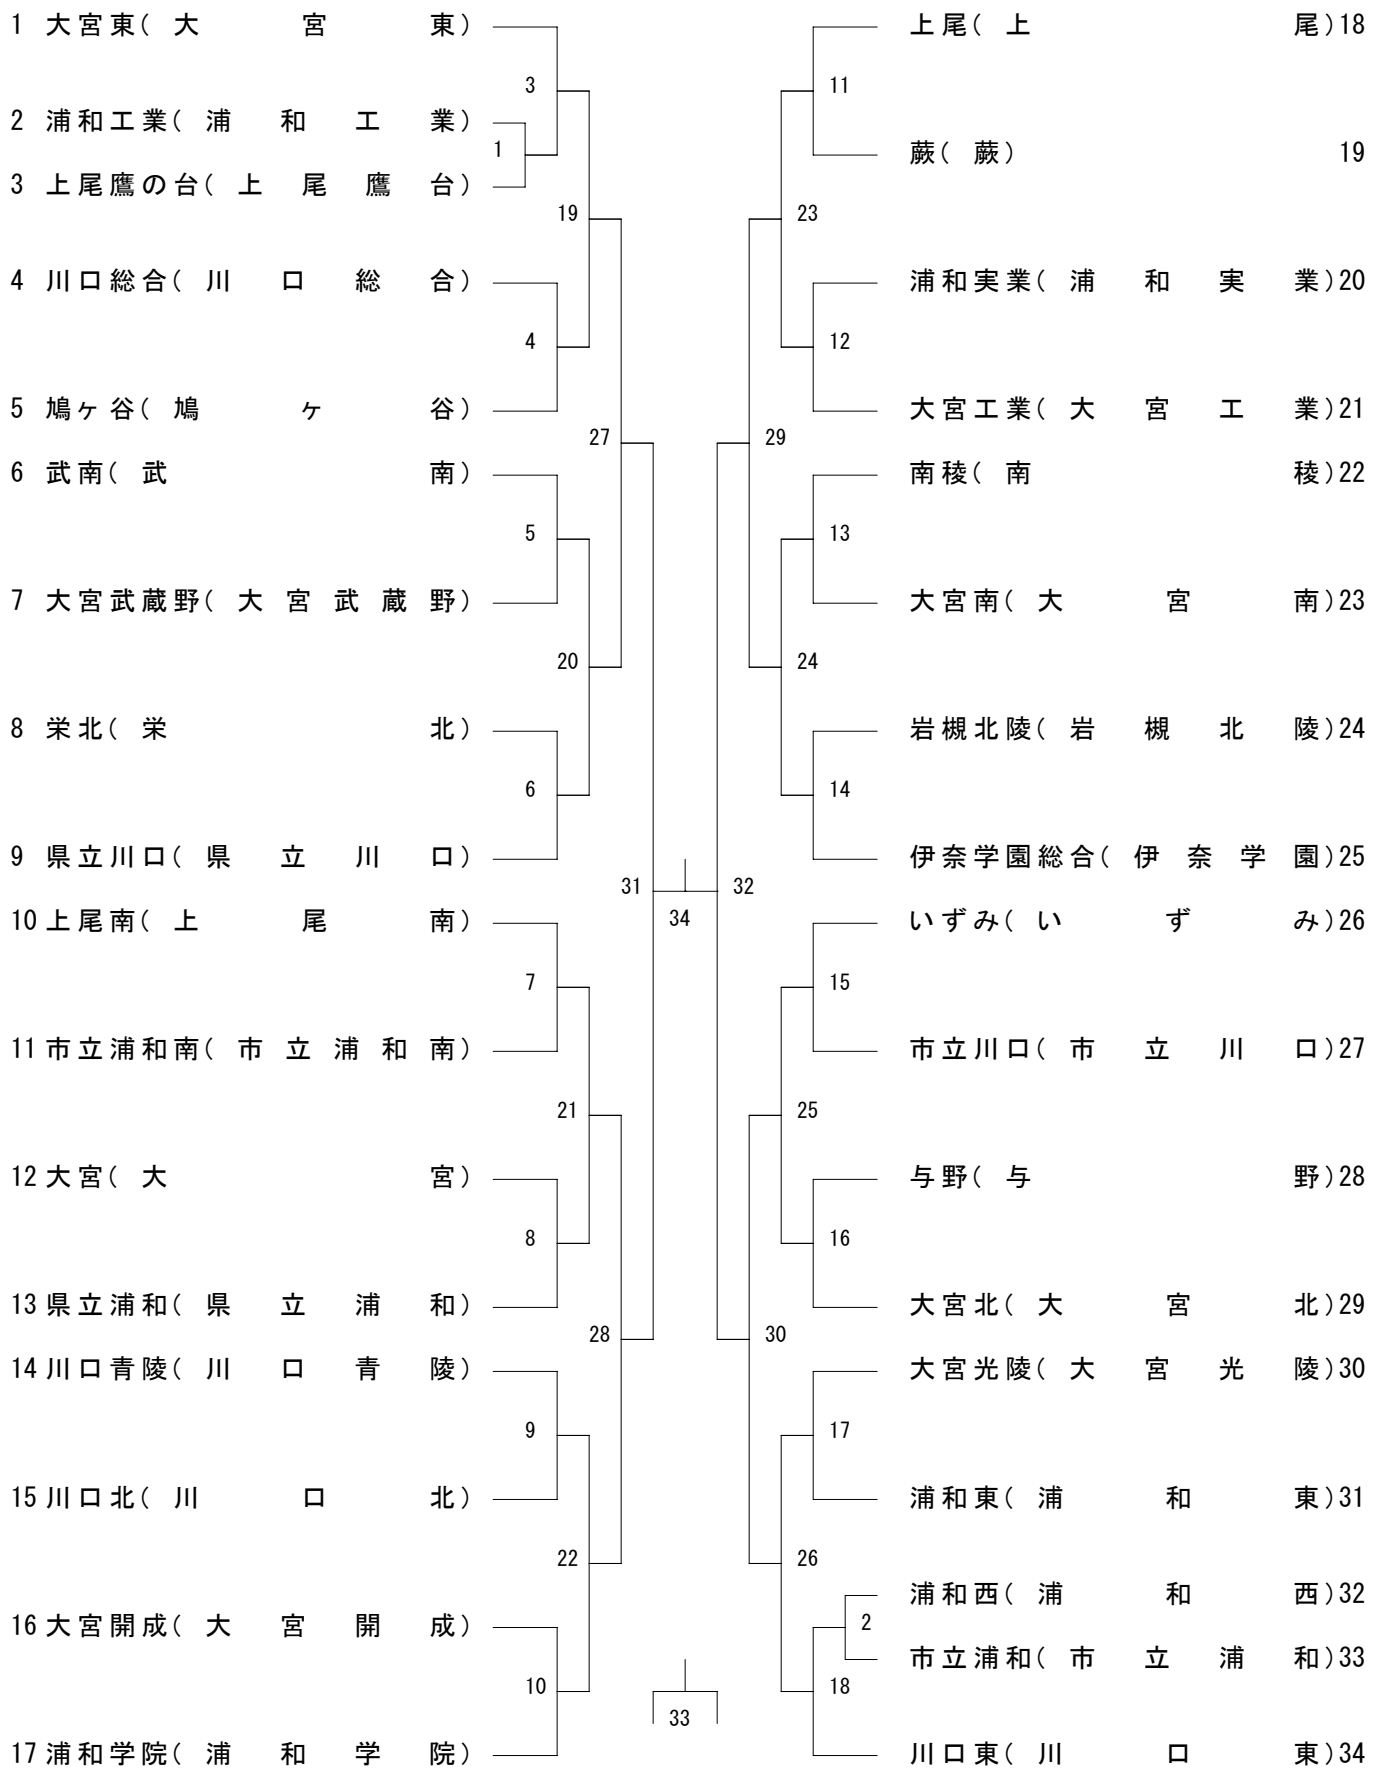 1 大宮東( 大 宮 東)
3
2 浦和工業( 浦 和 工 業)
1
3 上尾鷹の台( 上 尾 鷹 台)
19
4 川口総合( 川 口 総 合)
4
5 鳩ヶ谷( 鳩 ヶ 谷)
27
6 武南( 武 南)
5
7 大宮武蔵野( 大 宮 武 蔵 野)
20
8 栄北( 栄 北)
6
9 県立川口( 県 立 川 口)
31
10 上尾南( 上 尾 南)
7
11 市立浦和南( 市 立 浦 和 南)
21
12 大宮( 大 宮)
8
13 県立浦和( 県 立 浦 和)
28
14 川口青陵( 川 口 青 陵)
9
15 川口北( 川 口 北)
22
16 大宮開成( 大 宮 開 成)
10
17 浦和学院( 浦 和 学 院)
34
33
上尾( 上 尾)18
11
蕨( 蕨) 19
23
浦和実業( 浦 和 実 業)20
12
大宮工業( 大 宮 工 業)21
29
南稜( 南 稜)22
13
大宮南( 大 宮 南)23
24
岩槻北陵( 岩 槻 北 陵)24
14
伊奈学園総合( 伊 奈 学 園)25
32
いずみ( い ず み)26
15
市立川口( 市 立 川 口)27
25
与野( 与 野)28
16
大宮北( 大 宮 北)29
30
大宮光陵( 大 宮 光 陵)30
17
浦和東( 浦 和 東)31
26
浦和西( 浦 和 西)32
2
市立浦和( 市 立 浦 和)33
18
川口東( 川 口 東)34